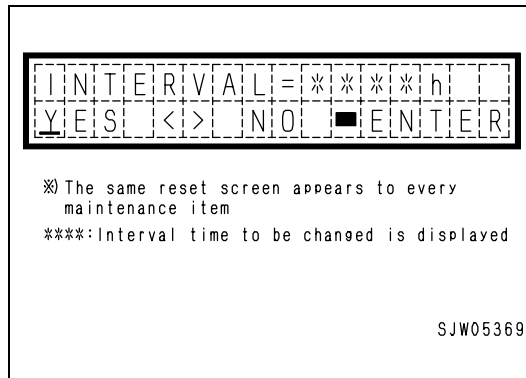 INTERVAL=****h
YES <> NO ■ENTER
※) The same reset screen appears to every
maintenance item
****:Interval time to be changed is displayed
SJW05369